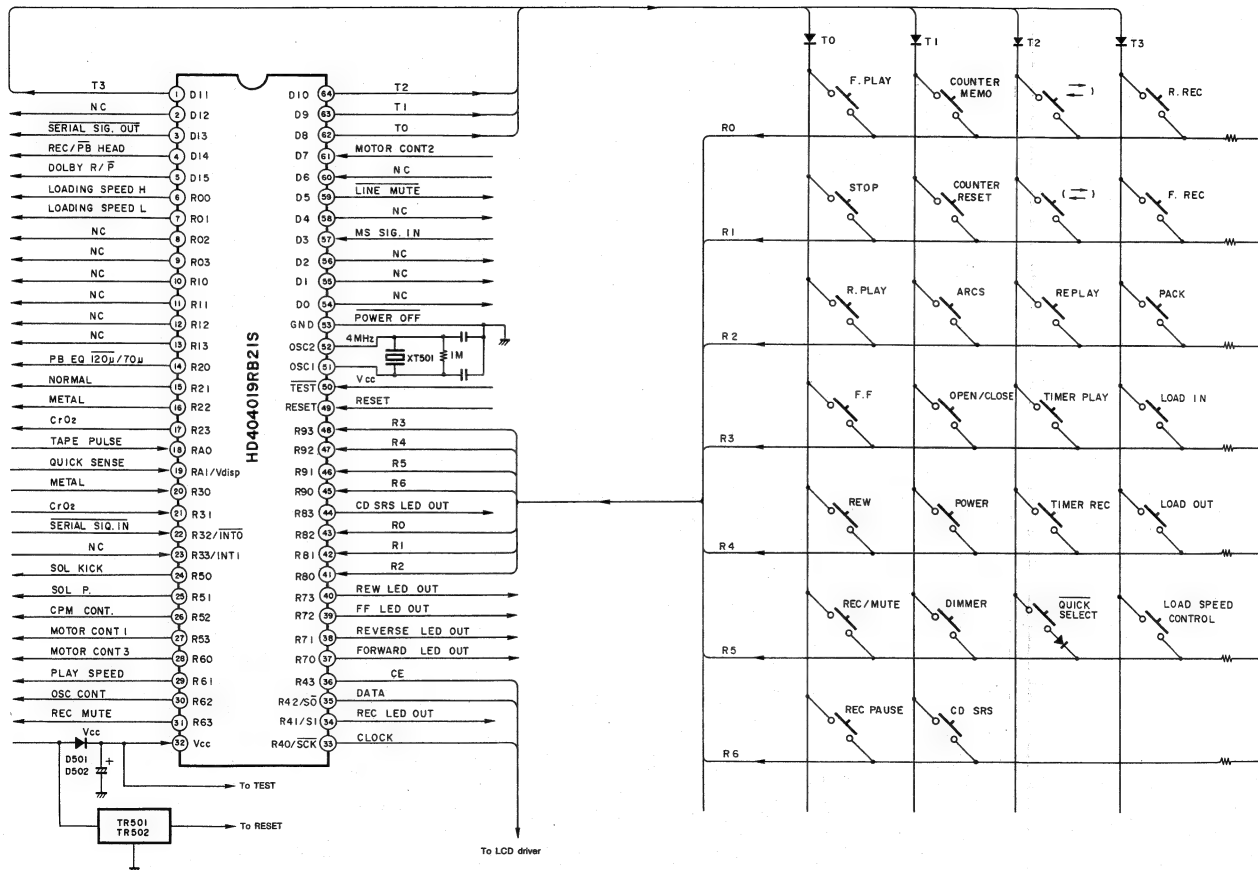 T3
NC
SERIAL SIG. OUT
REC/PB HEAD
DOLBY R/P
LOADING SPEED H
LOADING SPEED L
NC
NC
NC
NC
NC
NC
PB EQ 120μ/70μ
NORMAL
METAL
CrO2
TAPE PULSE
QUICK SENSE
METAL
CrO2
SERIAL SIG. IN
NC
SOL KICK
SOL P.
CPM CONT.
MOTOR CONT 1
MOTOR CONT 3
PLAY SPEED
OSC CONT
REC MUTE
Vcc
D501
D502
+
To TEST
TR501
TR502
To RESET
1 D11
2 D12
3 D13
4 D14
5 D15
6 R00
7 R01
8 R02
9 R03
10 R10
11 R11
12 R12
13 R13
14 R20
15 R21
16 R22
17 R23
18 RA0
19 RA1/Vdisp
20 R30
21 R31
22 R32/INT0
23 R33/INT1
24 R50
25 R51
26 R52
27 R53
28 R60
29 R61
30 R62
31 R63
32 Vcc
HD404019RB21S
D10 64 T2
D9 63 T1
D8 62 T0
D7 61 MOTOR CONT2
D6 60 NC
D5 59 LINE MUTE
D4 58 NC
D3 57 MS SIG. IN
D2 56 NC
D1 55 NC
D0 54 NC
GND 53 POWER OFF
OSC2 52 4MHz
XT501 1M
OSC1 51
TEST 50 Vcc
RESET 49 RESET
R93 48 R3
R92 47 R4
R91 46 R5
R90 45 R6
R83 44 CD SRS LED OUT
R82 43 R0
R81 42 R1
R80 41 R2
R73 40 REW LED OUT
R72 39 FF LED OUT
R71 38 REVERSE LED OUT
R70 37 FORWARD LED OUT
R43 36 CE
R42/SO 35 DATA
R41/S1 34 REC LED OUT
R40/SCK 33 CLOCK
To LCD driver
T0 T1 T2 T3
F. PLAY
COUNTER
MEMO
⇄ )
R. REC
R0
STOP
COUNTER
RESET
( ⇄ )
F. REC
R1
R. PLAY
ARCS
REPLAY
PACK
R2
F.F
OPEN/CLOSE
TIMER PLAY
LOAD IN
R3
REW
POWER
TIMER REC
LOAD OUT
R4
REC/MUTE
DIMMER
QUICK
SELECT
LOAD SPEED
CONTROL
R5
REC PAUSE
CD SRS
R6